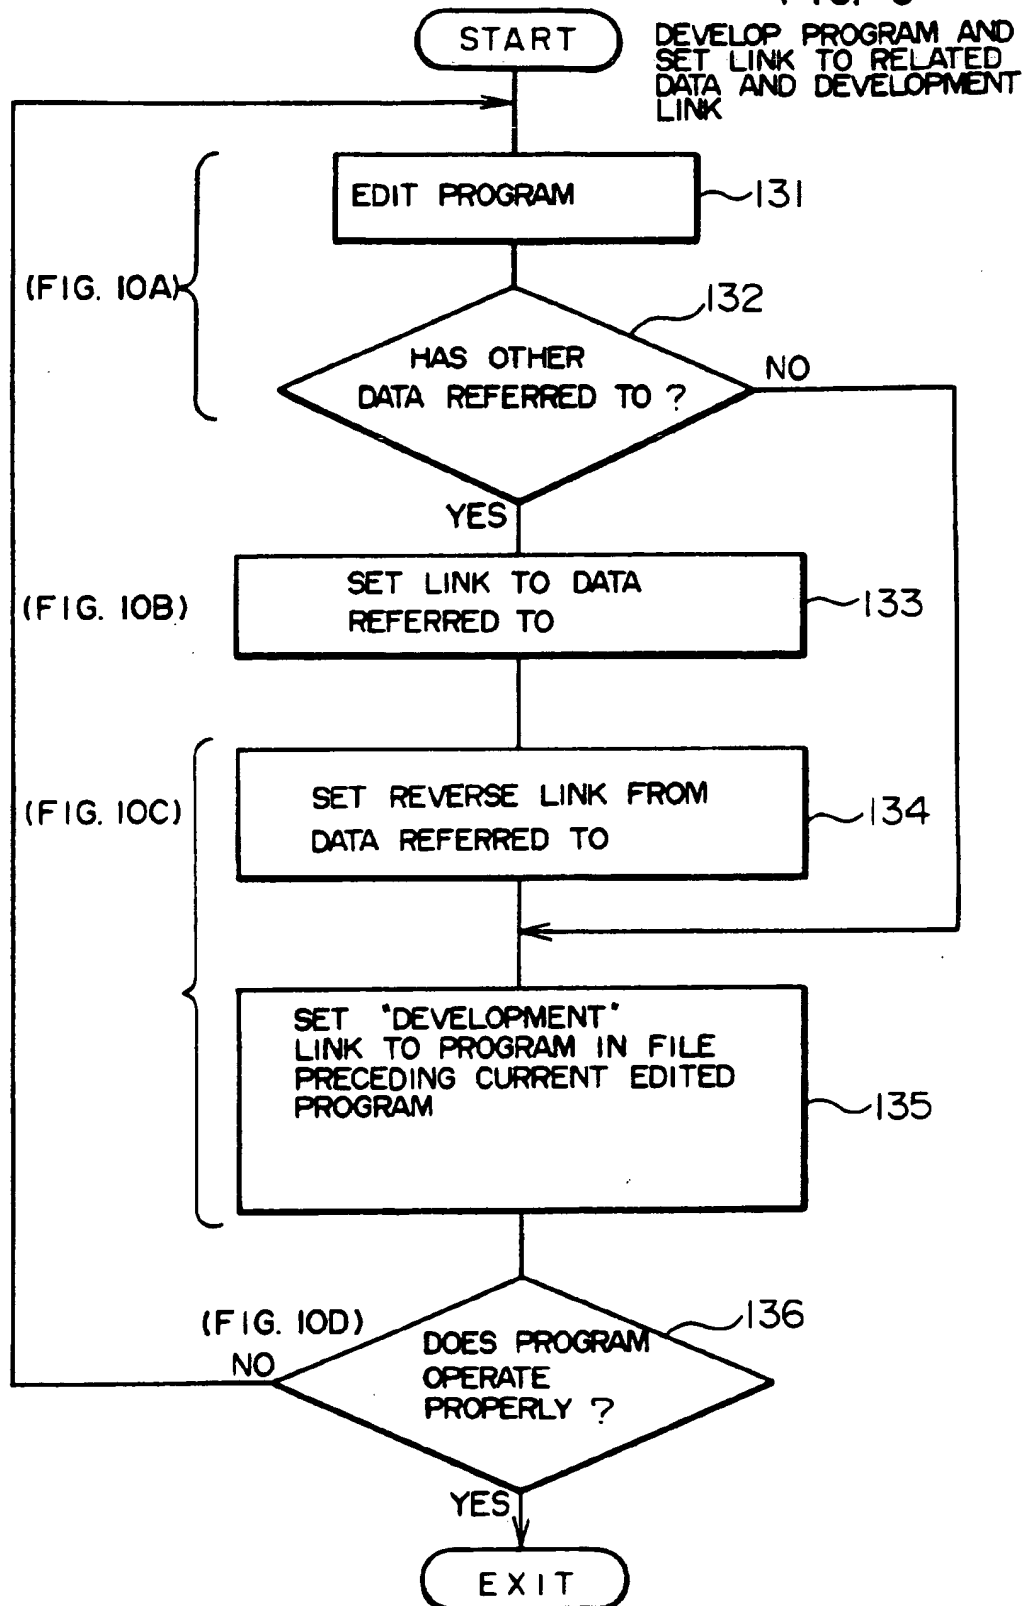 START
DEVELOP PROGRAM AND
SET LINK TO RELATED
DATA AND DEVELOPMENT
LINK
EDIT PROGRAM
131
(FIG. 10A)
132
HAS OTHER
DATA REFERRED TO ?
NO
YES
(FIG. 10B)
SET LINK TO DATA
REFERRED TO
133
(FIG. 10C)
SET REVERSE LINK FROM
DATA REFERRED TO
134
SET "DEVELOPMENT"
LINK TO PROGRAM IN FILE
PRECEDING CURRENT EDITED
PROGRAM
135
(FIG. 10D)
136
NO
DOES PROGRAM
OPERATE
PROPERLY ?
YES
EXIT